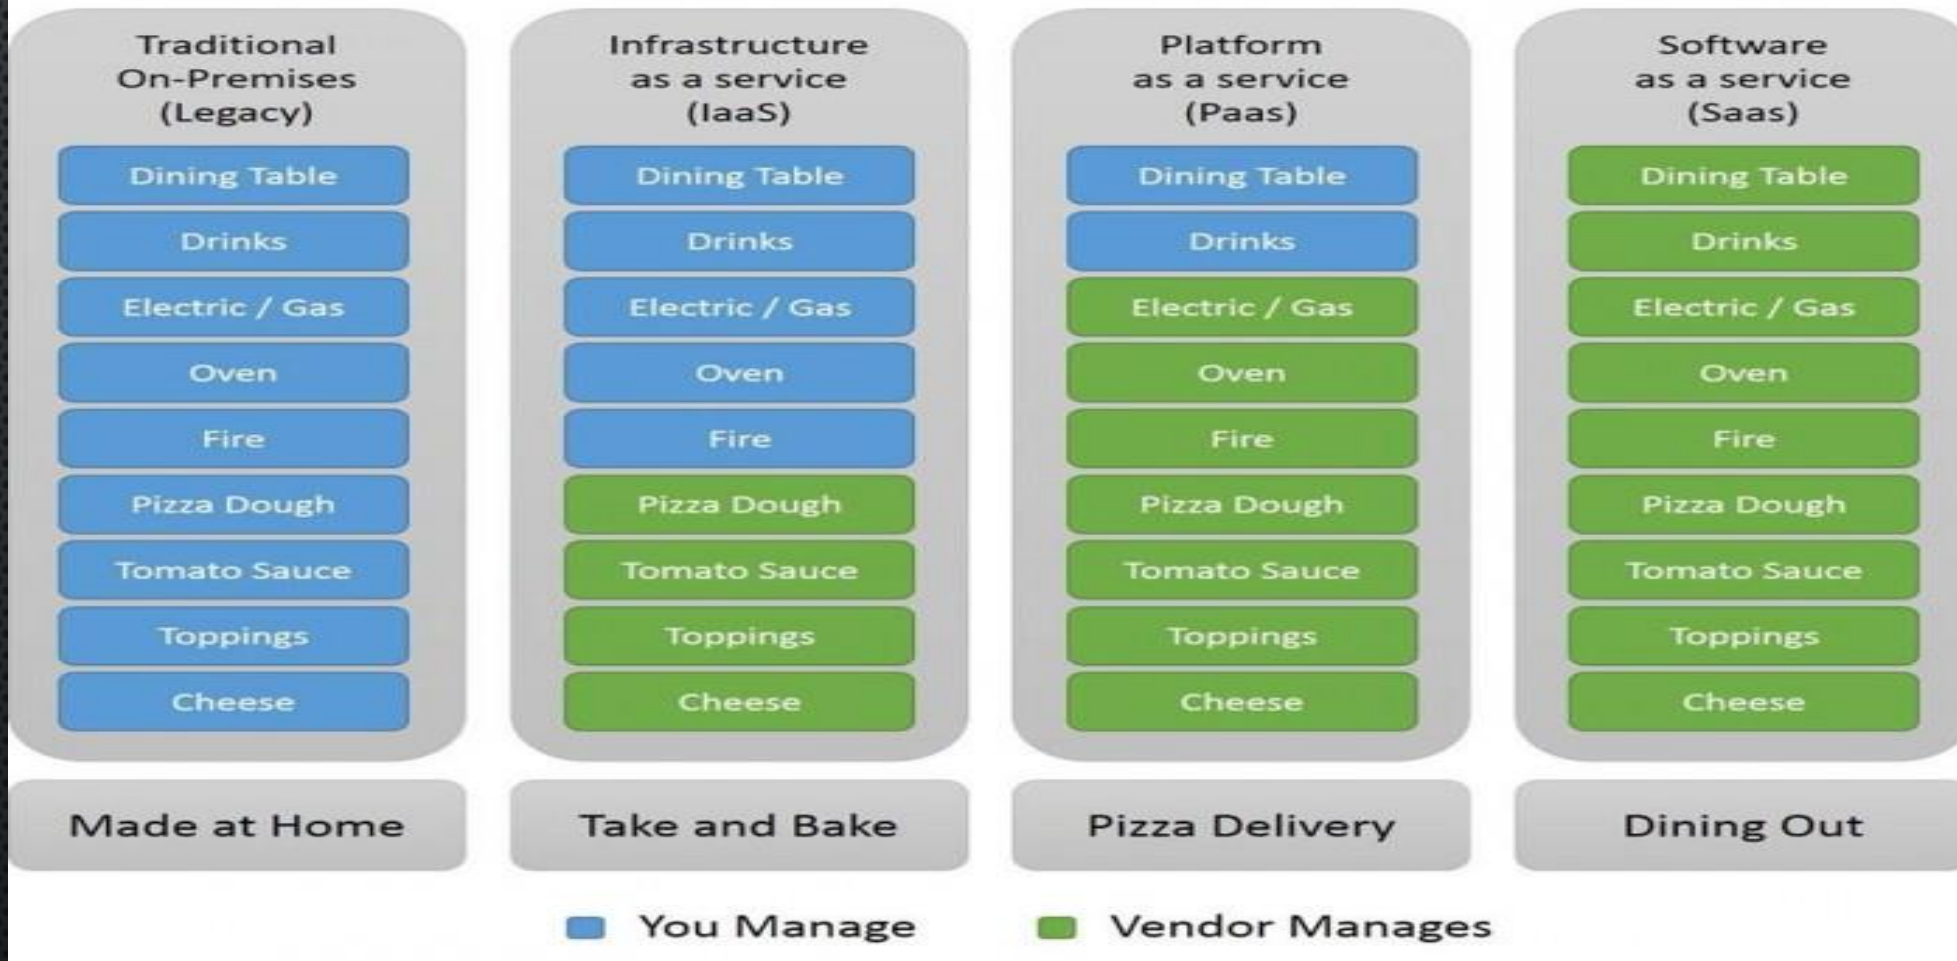 Traditional
On-Premises
(Legacy)
Dining Table
Drinks
Electric / Gas
Oven
Fire
Pizza Dough
Tomato Sauce
Toppings
Cheese
Made at Home
Infrastructure
as a service
(IaaS)
Dining Table
Drinks
Electric / Gas
Oven
Fire
Pizza Dough
Tomato Sauce
Toppings
Cheese
Take and Bake
Platform
as a service
(Paas)
Dining Table
Drinks
Electric / Gas
Oven
Fire
Pizza Dough
Tomato Sauce
Toppings
Cheese
Pizza Delivery
Software
as a service
(Saas)
Dining Table
Drinks
Electric / Gas
Oven
Fire
Pizza Dough
Tomato Sauce
Toppings
Cheese
Dining Out
You Manage
Vendor Manages